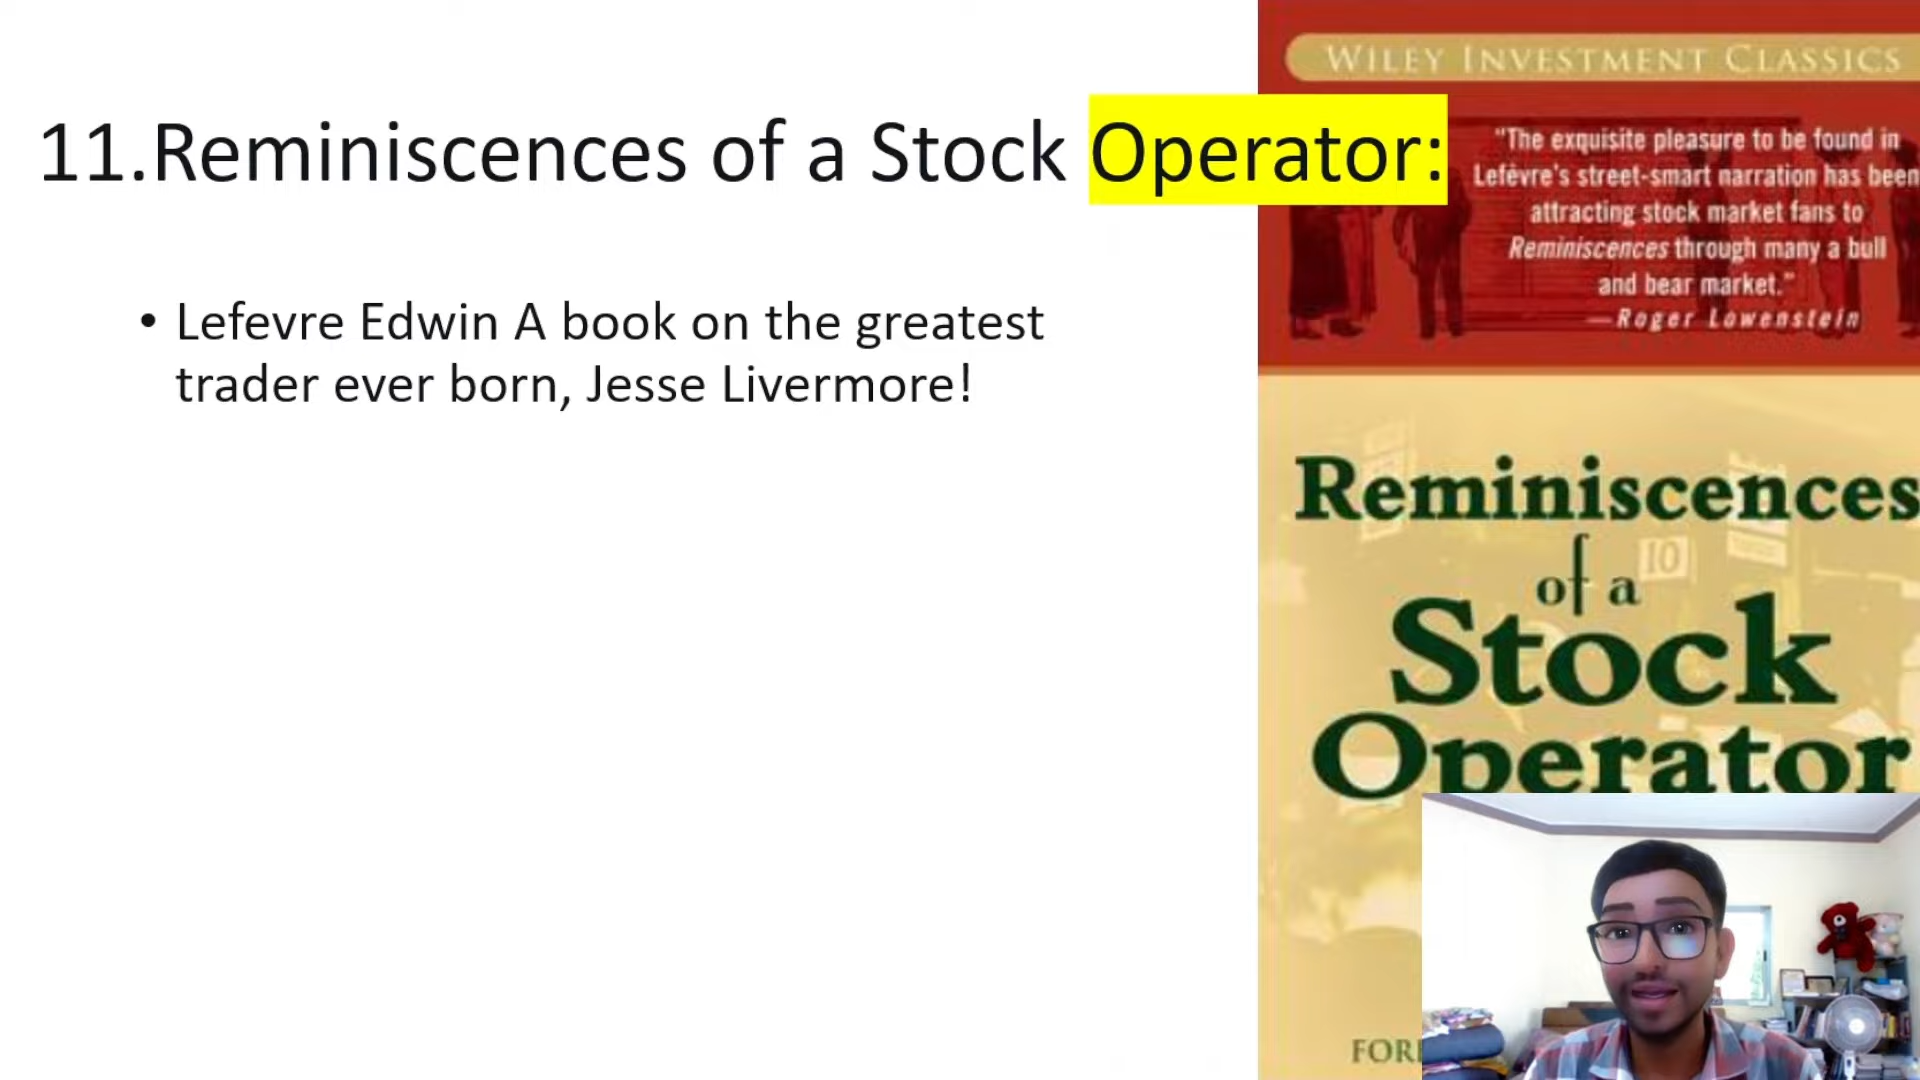 11.Reminiscences of a Stock Operator:
• Lefevre Edwin A book on the greatest
trader ever born, Jesse Livermore!
WILEY INVESTMENT CLASSICS
"The exquisite pleasure to be found in
Lefèvre's street-smart narration has been
attracting stock market fans to
Reminiscences through many a bull
and bear market."
—Roger Lowenstein
10
Reminiscences
of a
Stock
Operator